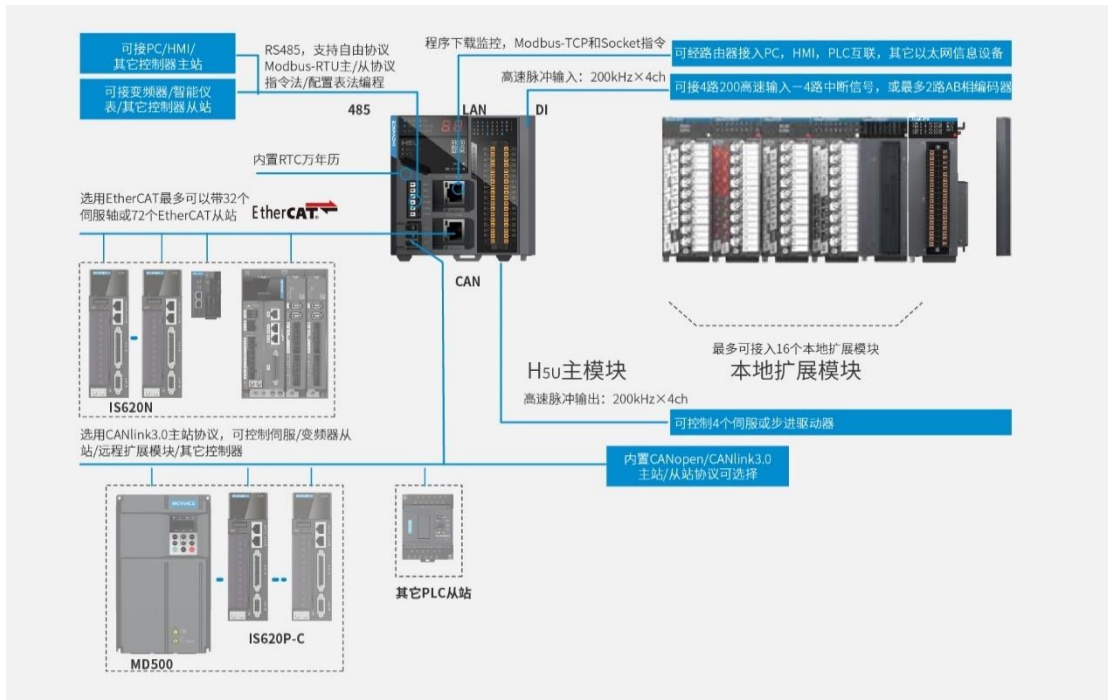 可接PC/HMI/
其它控制器主站
可接变频器/智能仪
表/其它控制器从站
RS485，支持自由协议
Modbus-RTU主/从协议
指令法/配置表法编程
485
程序下载监控，Modbus-TCP和Socket指令
高速脉冲输入：200kHz×4ch
LAN
DI
可经路由器接入PC，HMI，PLC互联，其它以太网信息设备
可接4路200高速输入－4路中断信号，或最多2路AB相编码器
内置RTC万年历
选用EtherCAT最多可以带32个
伺服轴或72个EtherCAT从站
EtherCAT
CAN
IS620N
H5U主模块
高速脉冲输出：200kHz×4ch
最多可接入16个本地扩展模块
本地扩展模块
可控制4个伺服或步进驱动器
选用CANlink3.0主站协议，可控制伺服/变频器从
站/远程扩展模块/其它控制器
内置CANopen/CANlink3.0
主站/从站协议可选择
INOVANCE
MD500
IS620P-C
其它PLC从站